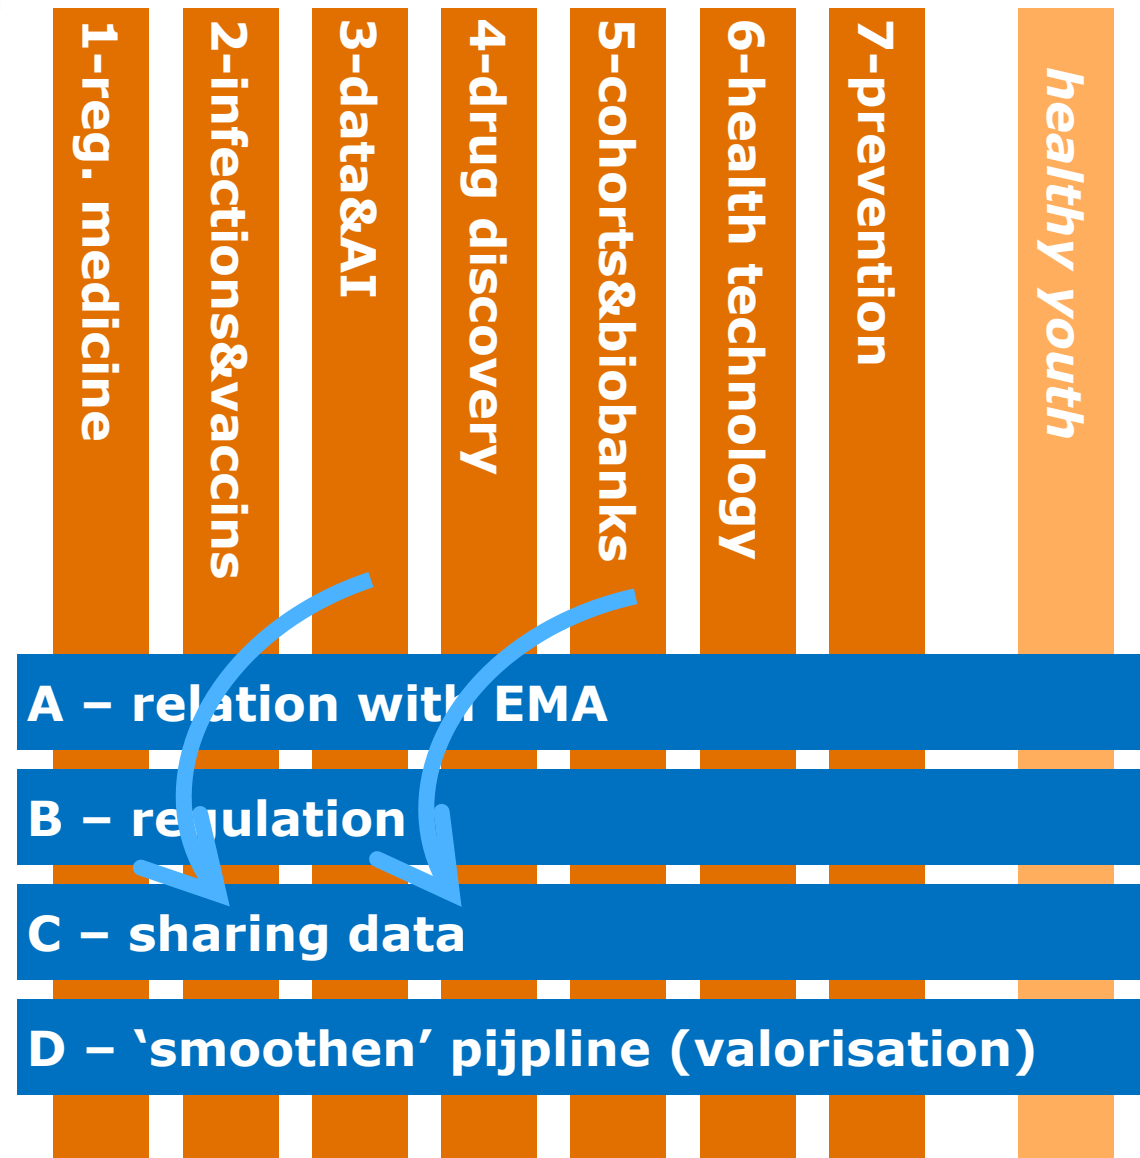 1-reg. medicine
2-infections&vaccins
3-data&AI
4-drug discovery
5-cohorts&biobanks
6-health technology
7-prevention
healthy youth
A – relation with EMA
B – regulation
C – sharing data
D – ‘smoothen’ pijpline (valorisation)